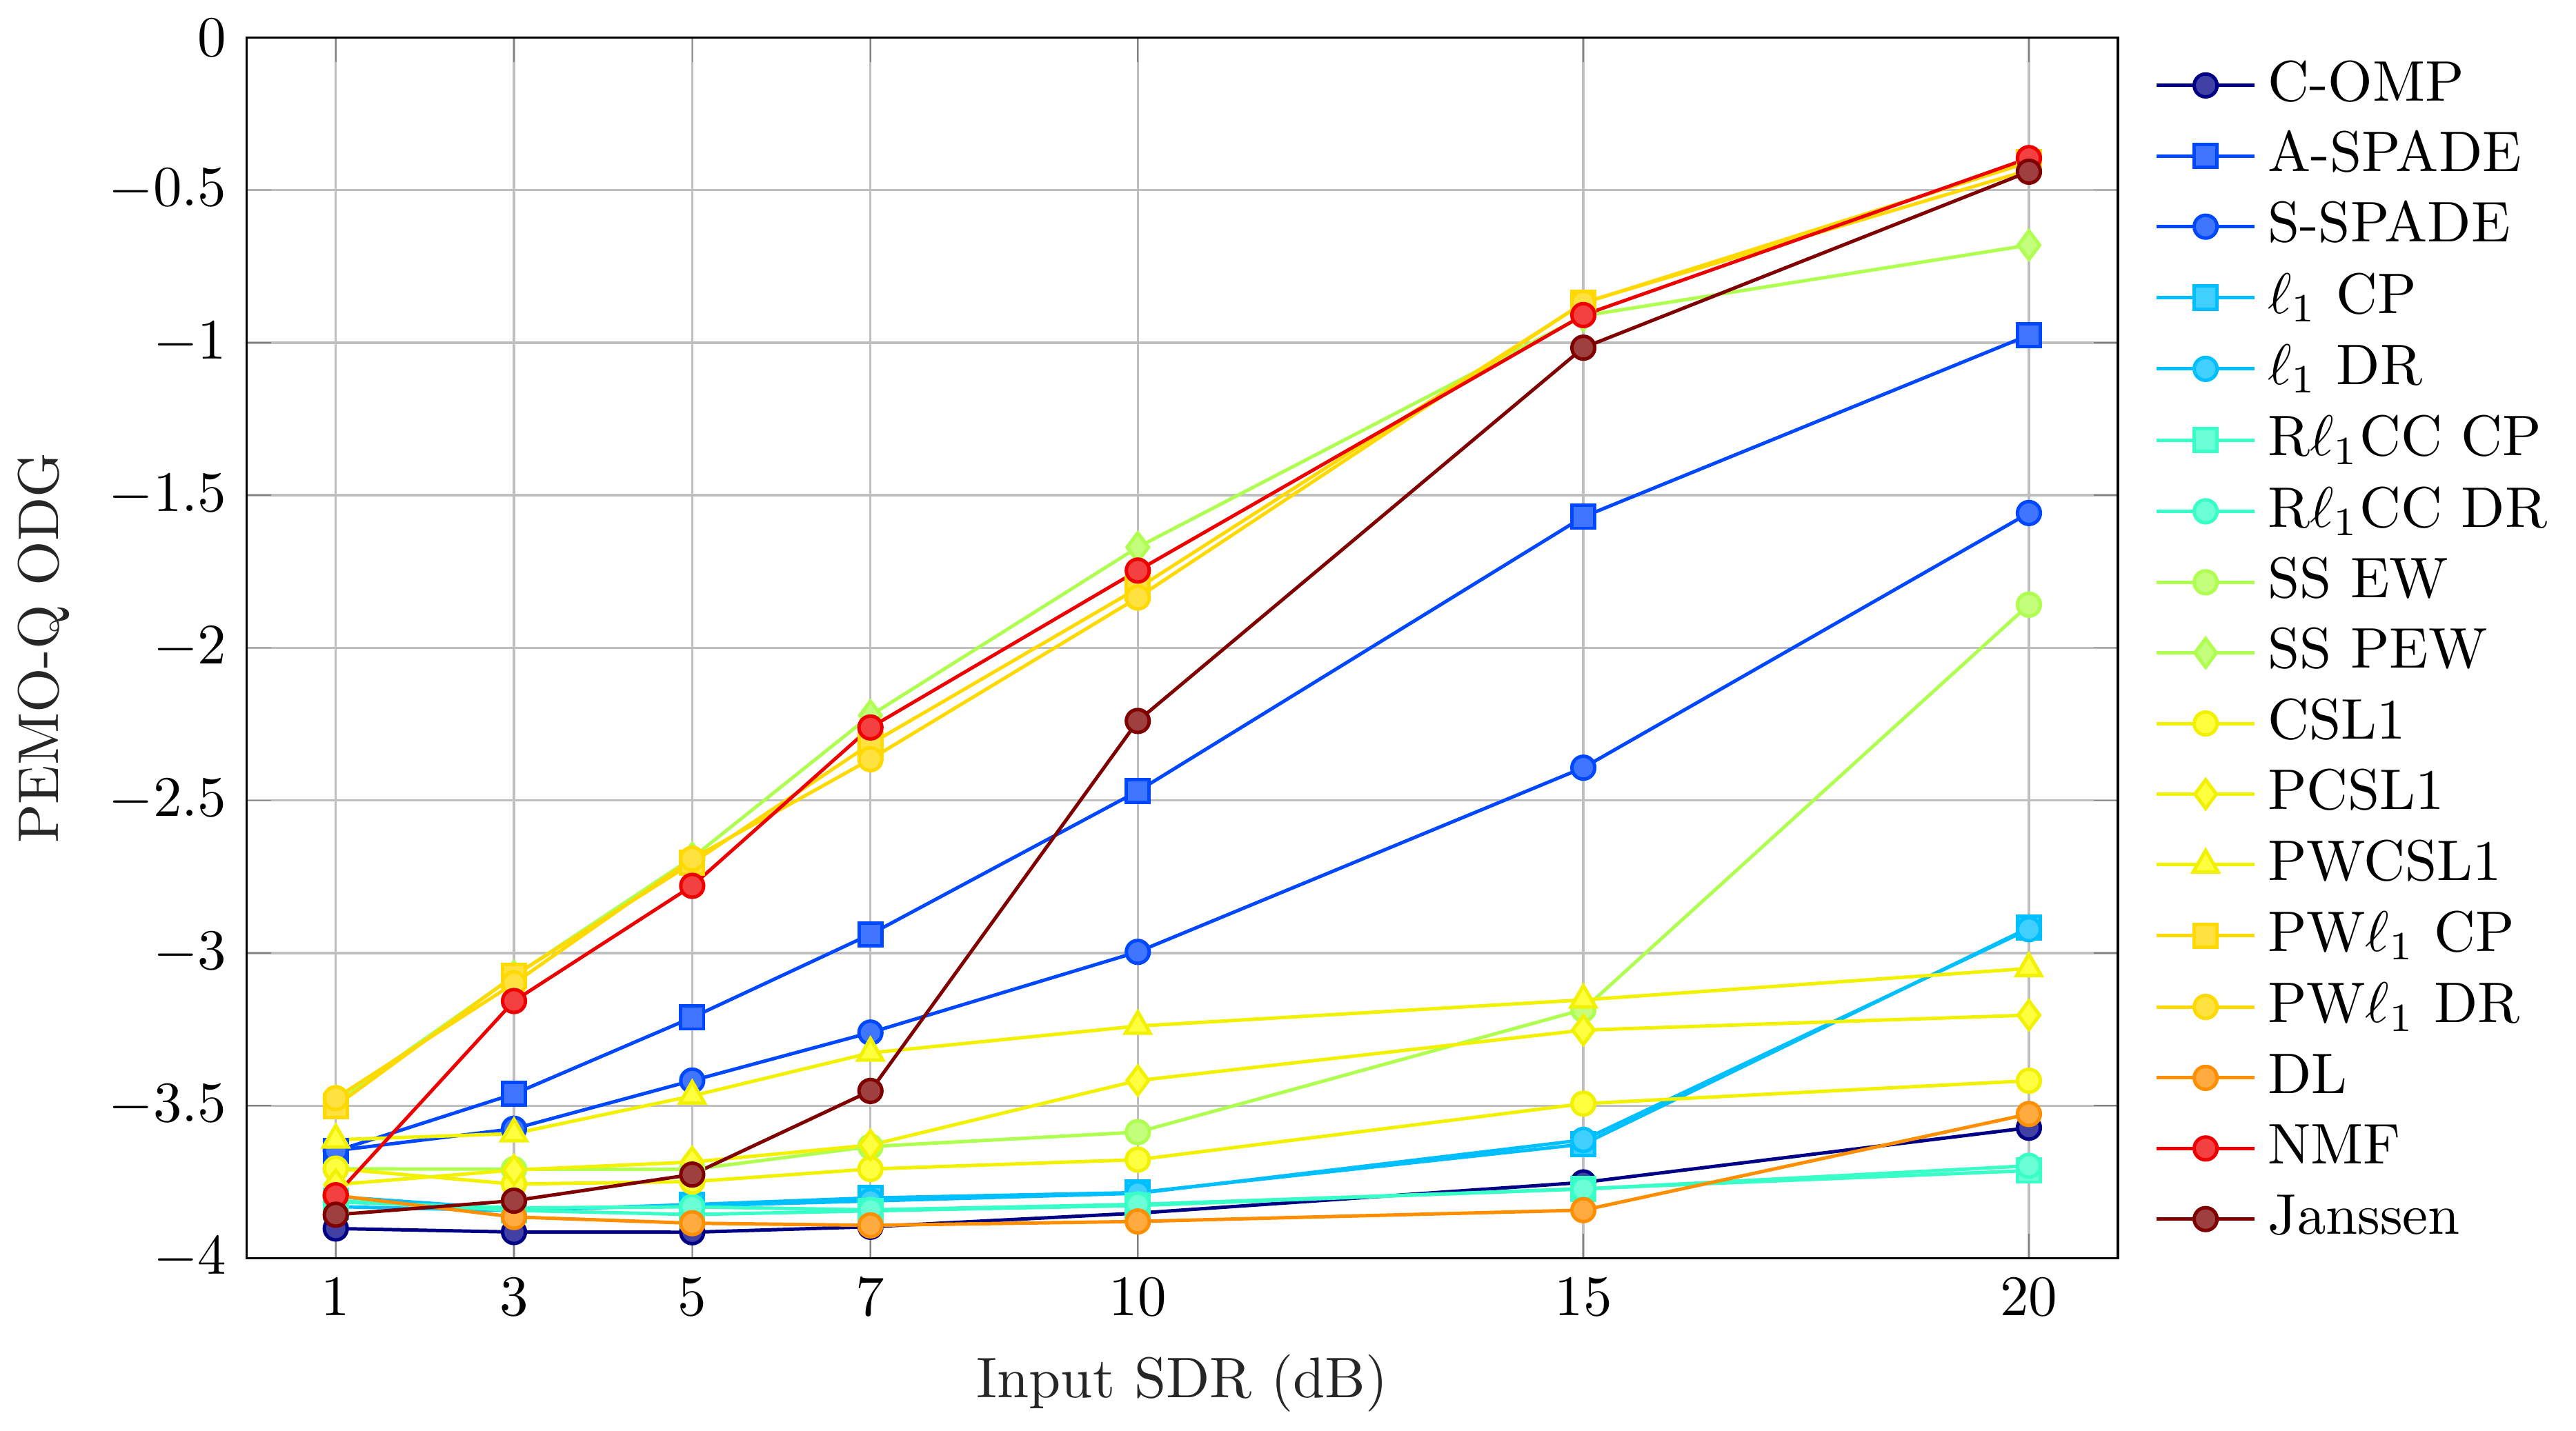 0
−0.5
−1
−1.5
−2
−2.5
−3
−3.5
−4
PEMO-Q ODG
1 3 5 7 10 15 20
Input SDR (dB)
C-OMP
A-SPADE
S-SPADE
ℓ₁ CP
ℓ₁ DR
Rℓ₁CC CP
Rℓ₁CC DR
SS EW
SS PEW
CSL1
PCSL1
PWCSL1
PWℓ₁ CP
PWℓ₁ DR
DL
NMF
Janssen